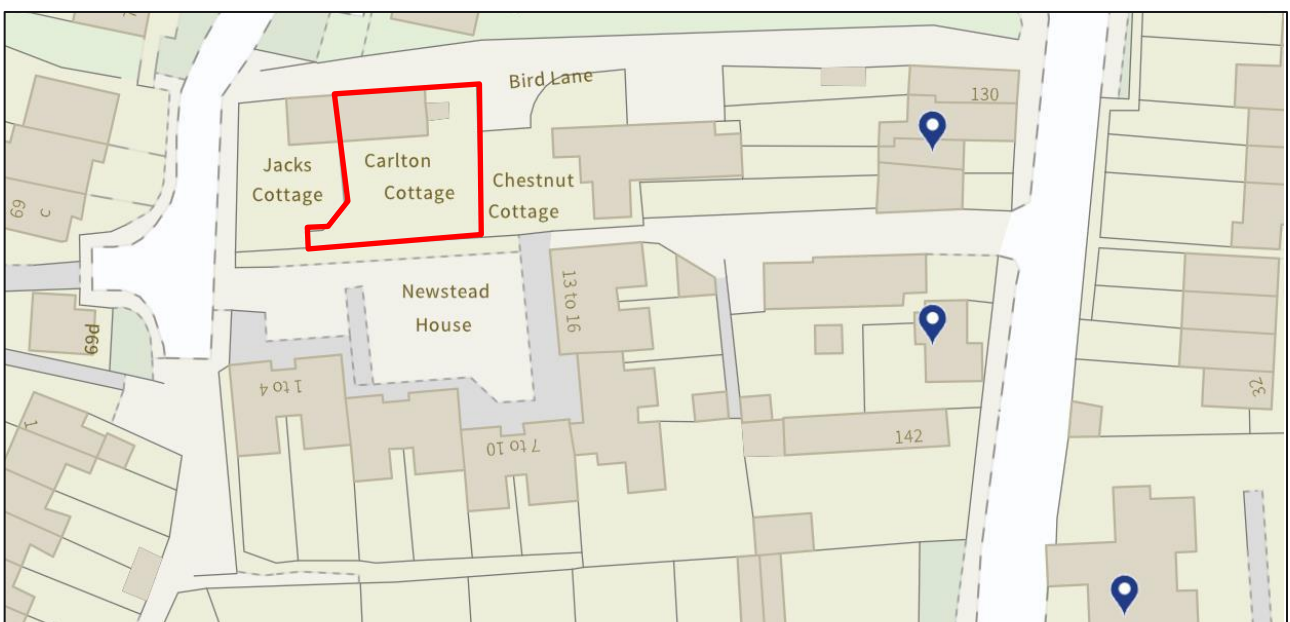 Bird Lane
130
Jacks
Cottage
Carlton
Cottage
Chestnut
Cottage
69
c
Newstead
House
13 to 16
69d
1 to 4
7 to 10
142
32
1